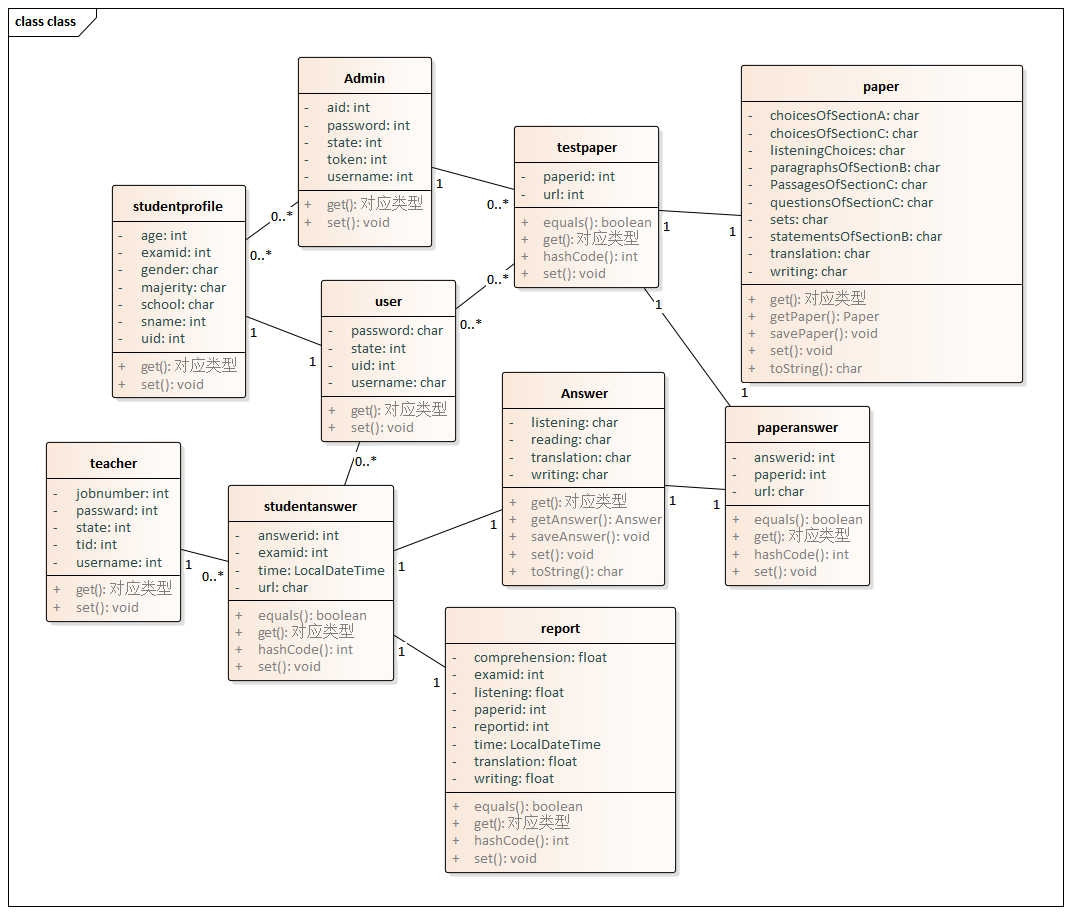 class class
Admin
- aid: int
- password: int
- state: int
- token: int
- username: int
+ get(): 对应类型
+ set(): void
paper
- choicesOfSectionA: char
- choicesOfSectionC: char
- listeningChoices: char
- paragraphsOfSectionB: char
- PassagesOfSectionC: char
- questionsOfSectionC: char
- sets: char
- statementsOfSectionB: char
- translation: char
- writing: char
+ get(): 对应类型
+ getPaper(): Paper
+ savePaper(): void
+ set(): void
+ toString(): char
testpaper
- paperid: int
- url: int
+ equals(): boolean
+ get(): 对应类型
+ hashCode(): int
+ set(): void
studentprofile
- age: int
- examid: int
- gender: char
- majerity: char
- school: char
- sname: int
- uid: int
+ get(): 对应类型
+ set(): void
user
- password: char
- state: int
- uid: int
- username: char
+ get(): 对应类型
+ set(): void
Answer
- listening: char
- reading: char
- translation: char
- writing: char
+ get(): 对应类型
+ getAnswer(): Answer
+ saveAnswer(): void
+ set(): void
+ toString(): char
paperanswer
- answerid: int
- paperid: int
- url: char
+ equals(): boolean
+ get(): 对应类型
+ hashCode(): int
+ set(): void
teacher
- jobnumber: int
- passward: int
- state: int
- tid: int
- username: int
+ get(): 对应类型
+ set(): void
studentanswer
- answerid: int
- examid: int
- time: LocalDateTime
- url: char
+ equals(): boolean
+ get(): 对应类型
+ hashCode(): int
+ set(): void
report
- comprehension: float
- examid: int
- listening: float
- paperid: int
- reportid: int
- time: LocalDateTime
- translation: float
- writing: float
+ equals(): boolean
+ get(): 对应类型
+ hashCode(): int
+ set(): void
1
0..*
0..*
0..*
1
1
0..*
0..*
1
1
1
1
0..*
1
1
1
1
1
0..*
1
1